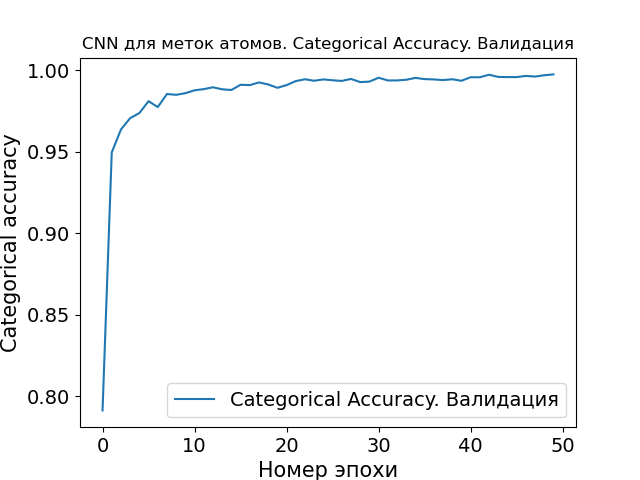 CNN для меток атомов. Categorical Accuracy. Валидация
1.00
0.95
0.90
0.85
0.80
Categorical accuracy
Categorical Accuracy. Валидация
0 10 20 30 40 50
Номер эпохи